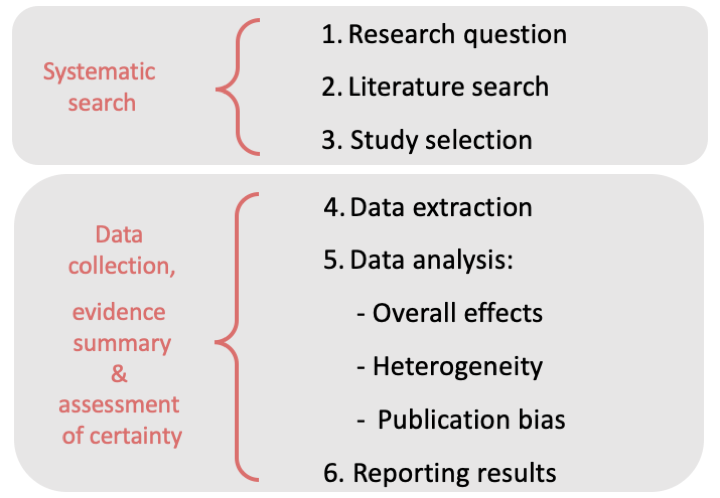 Systematic
search
1. Research question
2. Literature search
3. Study selection
Data
collection,
evidence
summary
&
assessment
of certainty
4. Data extraction
5. Data analysis:
- Overall effects
- Heterogeneity
- Publication bias
6. Reporting results